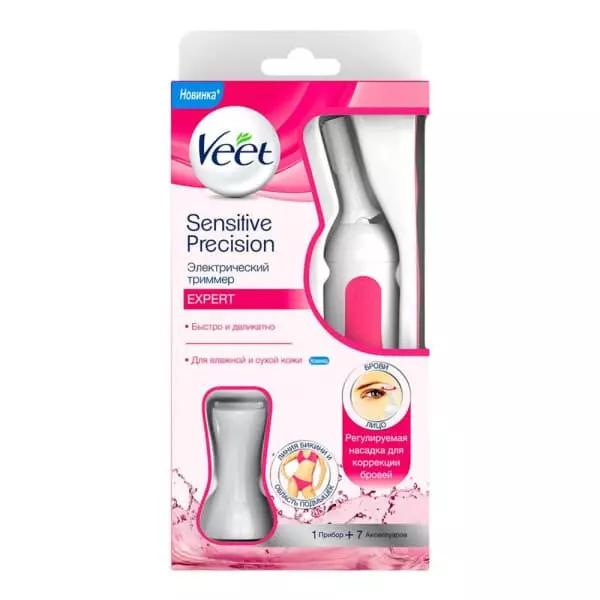 Новинка*
Veet
Sensitive
Precision
Электрический
триммер
EXPERT
• Быстро и деликатно
• Для влажной и сухой кожи
Новинка
БРОВИ
ЛИЦО
Регулируемая
насадка для
коррекции
бровей
ЛИНИЯ БИКИНИ И
ОБЛАСТЬ ПОДМЫШЕК
1 Прибор + 7 Аксессуаров